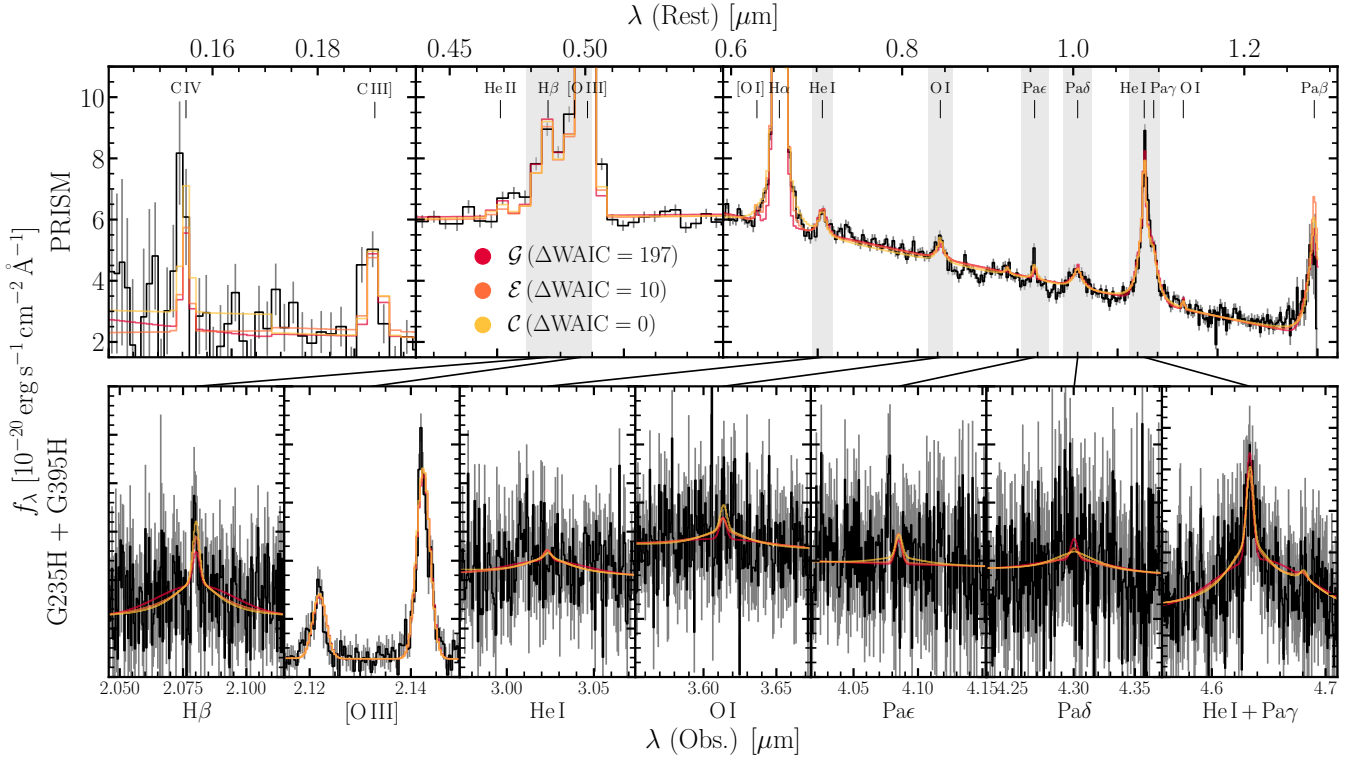 λ (Rest) [μm]
0.16 0.18 0.45 0.50 0.6 0.8 1.0 1.2
C IV C III] He II Hβ [O III] [O I] Hα He I O I Paϵ Paδ He I Paγ O I Paβ
10
8
6
4
2
PRISM
𝒢 (ΔWAIC = 197)
ℰ (ΔWAIC = 10)
𝒞 (ΔWAIC = 0)
f_λ [10⁻²⁰ erg s⁻¹ cm⁻² Å⁻¹]
G235H + G395H
2.050 2.075 2.100 2.12 2.14 3.00 3.05 3.60 3.65 4.05 4.10 4.15 4.25 4.30 4.35 4.6 4.7
Hβ [O III] He I O I Paϵ Paδ He I + Paγ
λ (Obs.) [μm]